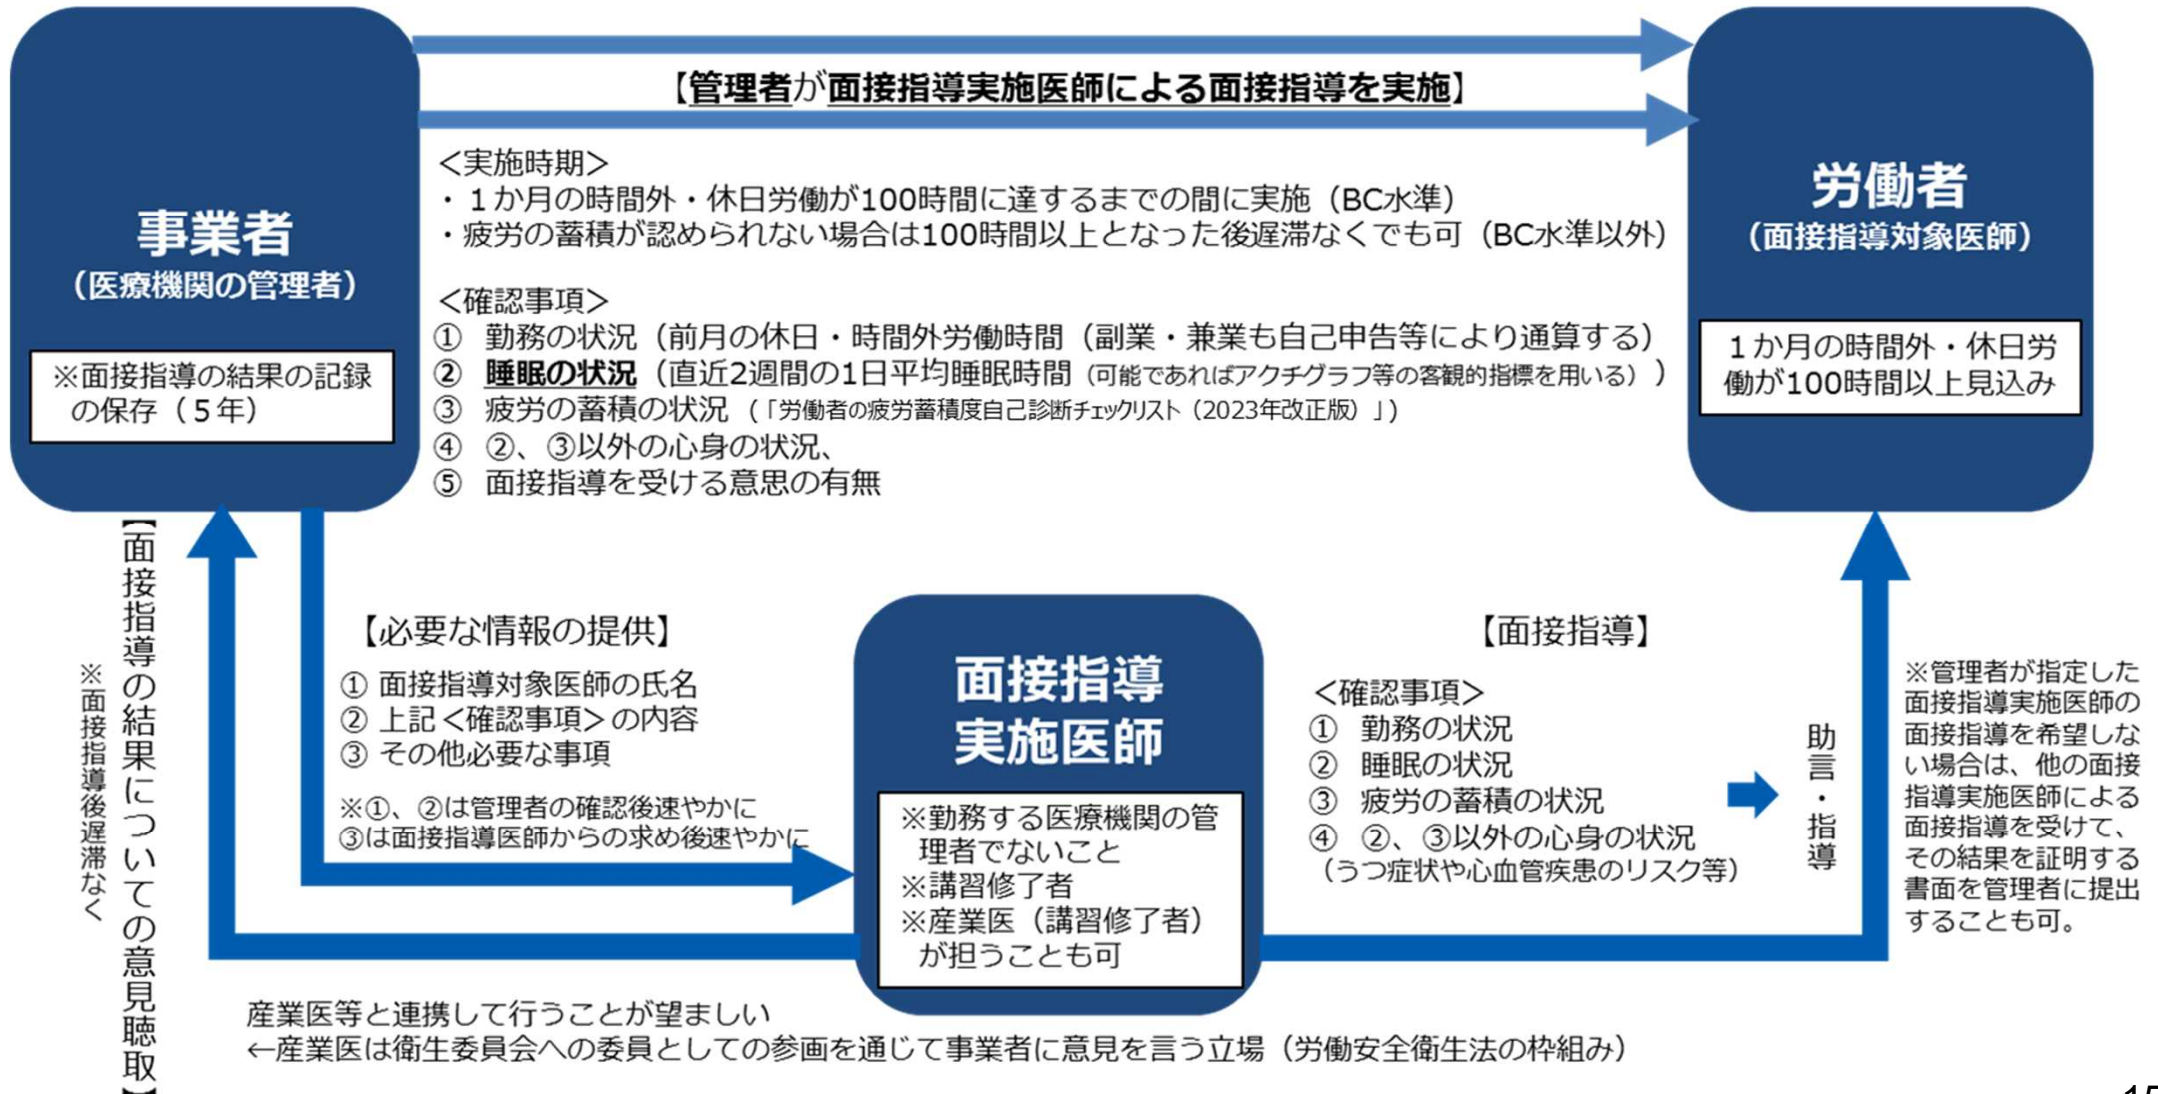 【管理者が面接指導実施医師による面接指導を実施】
事業者
（医療機関の管理者）
※面接指導の結果の記録
の保存（５年）
＜実施時期＞
・１か月の時間外・休日労働が100時間に達するまでの間に実施（BC水準）
・疲労の蓄積が認められない場合は100時間以上となった後遅滞なくでも可（BC水準以外）
＜確認事項＞
① 勤務の状況（前月の休日・時間外労働時間（副業・兼業も自己申告等により通算する）
② 睡眠の状況（直近2週間の1日平均睡眠時間（可能であればアクチグラフ等の客観的指標を用いる））
③ 疲労の蓄積の状況（「労働者の疲労蓄積度自己診断チェックリスト（2023年改正版）」）
④ ②、③以外の心身の状況、
⑤ 面接指導を受ける意思の有無
労働者
（面接指導対象医師）
１か月の時間外・休日労
働が100時間以上見込み
【面接指導の結果についての意見聴取】
※面接指導後遅滞なく
【必要な情報の提供】
① 面接指導対象医師の氏名
② 上記＜確認事項＞の内容
③ その他必要な事項
※①、②は管理者の確認後速やかに
③は面接指導医師からの求め後速やかに
面接指導
実施医師
※勤務する医療機関の管
理者でないこと
※講習修了者
※産業医（講習修了者）
が担うことも可
【面接指導】
＜確認事項＞
① 勤務の状況
② 睡眠の状況
③ 疲労の蓄積の状況
④ ②、③以外の心身の状況
（うつ症状や心血管疾患のリスク等）
助言・指導
※管理者が指定した
面接指導実施医師の
面接指導を希望しな
い場合は、他の面接
指導実施医師による
面接指導を受けて、
その結果を証明する
書面を管理者に提出
することも可。
産業医等と連携して行うことが望ましい
←産業医は衛生委員会への委員としての参画を通じて事業者に意見を言う立場（労働安全衛生法の枠組み）